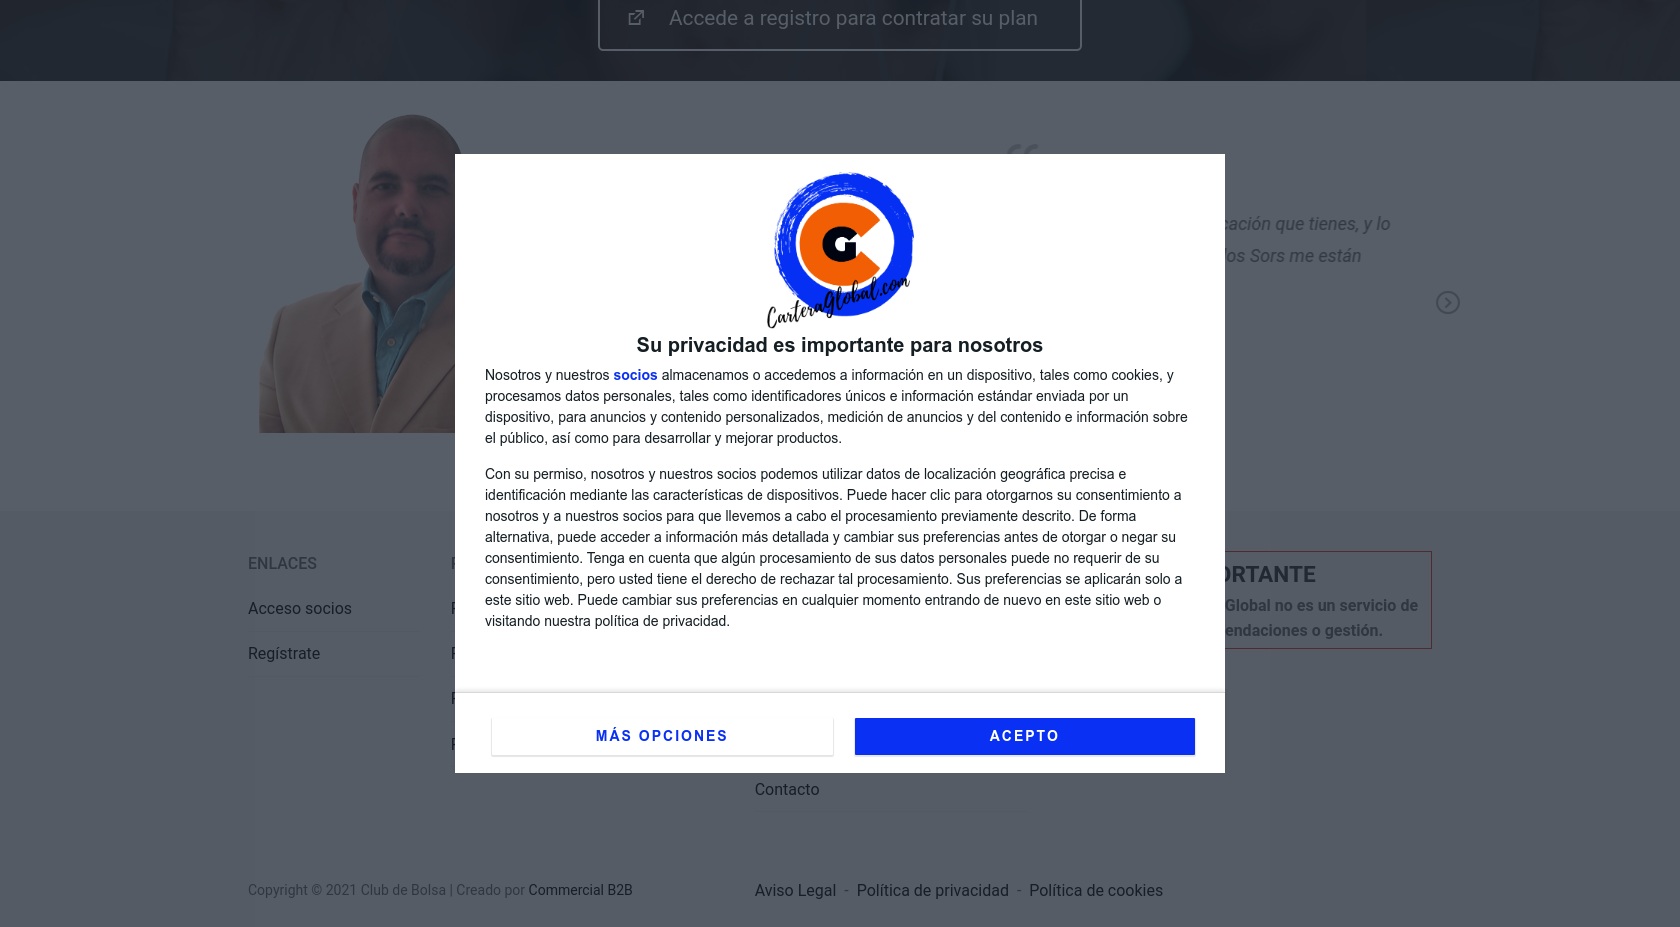 Accede a registro para contratar su plan
“
cación que tienes, y lo
os Sors me están
G
CarteraGlobal.com
Su privacidad es importante para nosotros
Nosotros y nuestros socios almacenamos o accedemos a información en un dispositivo, tales como cookies, y
procesamos datos personales, tales como identificadores únicos e información estándar enviada por un
dispositivo, para anuncios y contenido personalizados, medición de anuncios y del contenido e información sobre
el público, así como para desarrollar y mejorar productos.
Con su permiso, nosotros y nuestros socios podemos utilizar datos de localización geográfica precisa e
identificación mediante las características de dispositivos. Puede hacer clic para otorgarnos su consentimiento a
nosotros y a nuestros socios para que llevemos a cabo el procesamiento previamente descrito. De forma
alternativa, puede acceder a información más detallada y cambiar sus preferencias antes de otorgar o negar su
consentimiento. Tenga en cuenta que algún procesamiento de sus datos personales puede no requerir de su
consentimiento, pero usted tiene el derecho de rechazar tal procesamiento. Sus preferencias se aplicarán solo a
este sitio web. Puede cambiar sus preferencias en cualquier momento entrando de nuevo en este sitio web o
visitando nuestra política de privacidad.
MÁS OPCIONES
ACEPTO
ENLACES
Acceso socios
Regístrate
ORTANTE
Global no es un servicio de
endaciones o gestión.
Contacto
Copyright © 2021 Club de Bolsa | Creado por Commercial B2B
Aviso Legal - Política de privacidad - Política de cookies